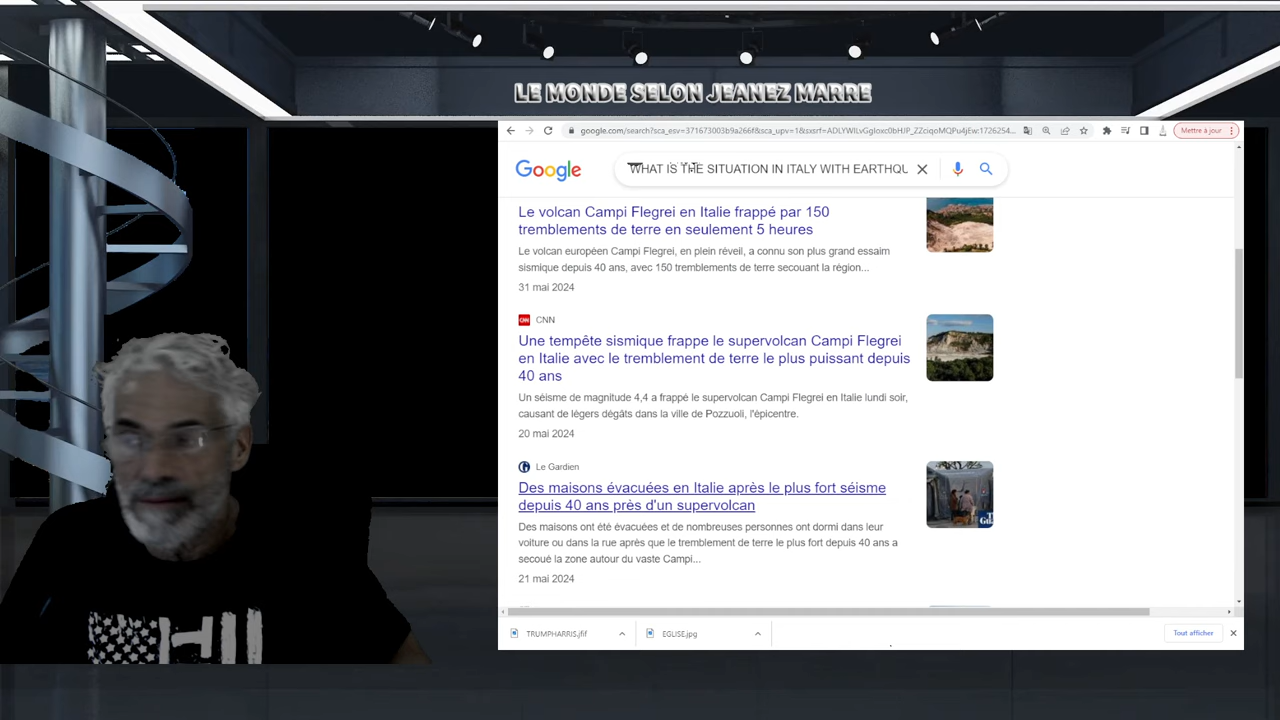 LE MONDE SELON JEANEZ MARRE
google.com/search?sca_esv=371673003b9a266f&sca_upv=1&sxsrf=ADLYWILvGgloxc0bHJP_ZZciqoMQPu4jEw:1726254...
Mettre à jour
Google
WHAT IS THE SITUATION IN ITALY WITH EARTHQU
Le volcan Campi Flegrei en Italie frappé par 150
tremblements de terre en seulement 5 heures
Le volcan européen Campi Flegrei, en plein réveil, a connu son plus grand essaim
sismique depuis 40 ans, avec 150 tremblements de terre secouant la région...
31 mai 2024
CNN
Une tempête sismique frappe le supervolcan Campi Flegrei
en Italie avec le tremblement de terre le plus puissant depuis
40 ans
Un séisme de magnitude 4,4 a frappé le supervolcan Campi Flegrei en Italie lundi soir,
causant de légers dégâts dans la ville de Pozzuoli, l'épicentre.
20 mai 2024
Le Gardien
Des maisons évacuées en Italie après le plus fort séisme
depuis 40 ans près d'un supervolcan
Des maisons ont été évacuées et de nombreuses personnes ont dormi dans leur
voiture ou dans la rue après que le tremblement de terre le plus fort depuis 40 ans a
secoué la zone autour du vaste Campi...
21 mai 2024
TRUMPHARRIS.jfif
EGLISE.jpg
Tout afficher